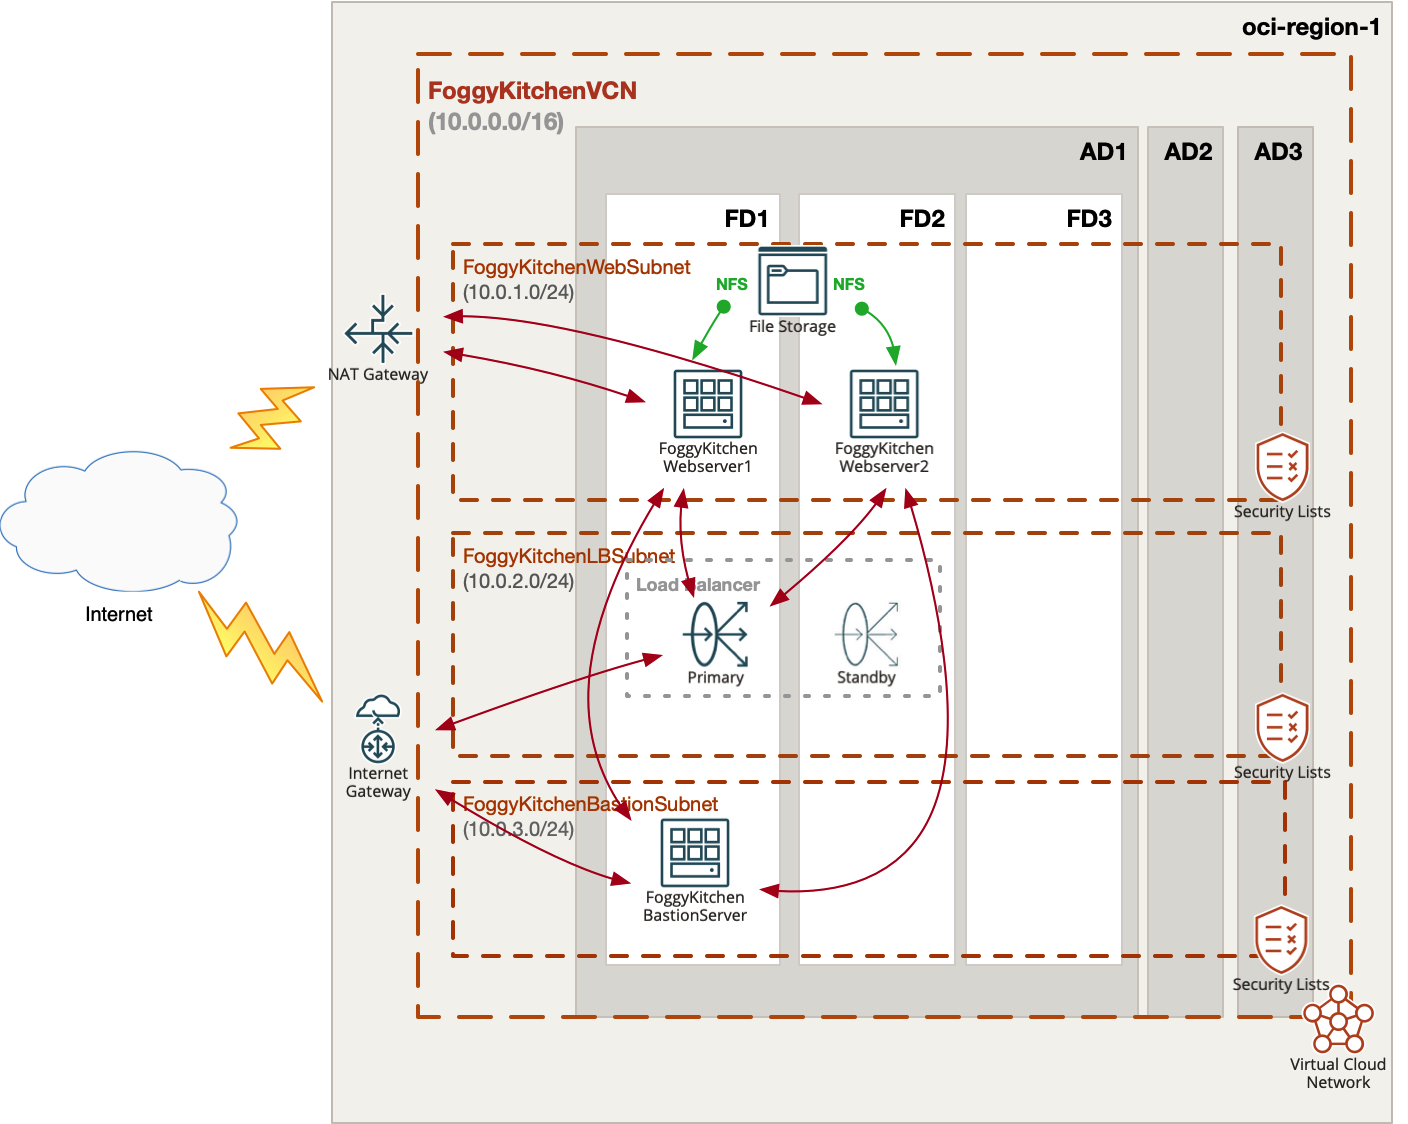 oci-region-1
FoggyKitchenVCN
(10.0.0.0/16)
AD1
AD2
AD3
FD1
FD2
FD3
FoggyKitchenWebSubnet
(10.0.1.0/24)
NFS
NFS
File Storage
NAT Gateway
FoggyKitchen
Webserver1
FoggyKitchen
Webserver2
Security Lists
Internet
FoggyKitchenLBSubnet
(10.0.2.0/24)
Load Balancer
Primary
Standby
Internet
Gateway
Security Lists
FoggyKitchenBastionSubnet
(10.0.3.0/24)
FoggyKitchen
BastionServer
Security Lists
Virtual Cloud
Network